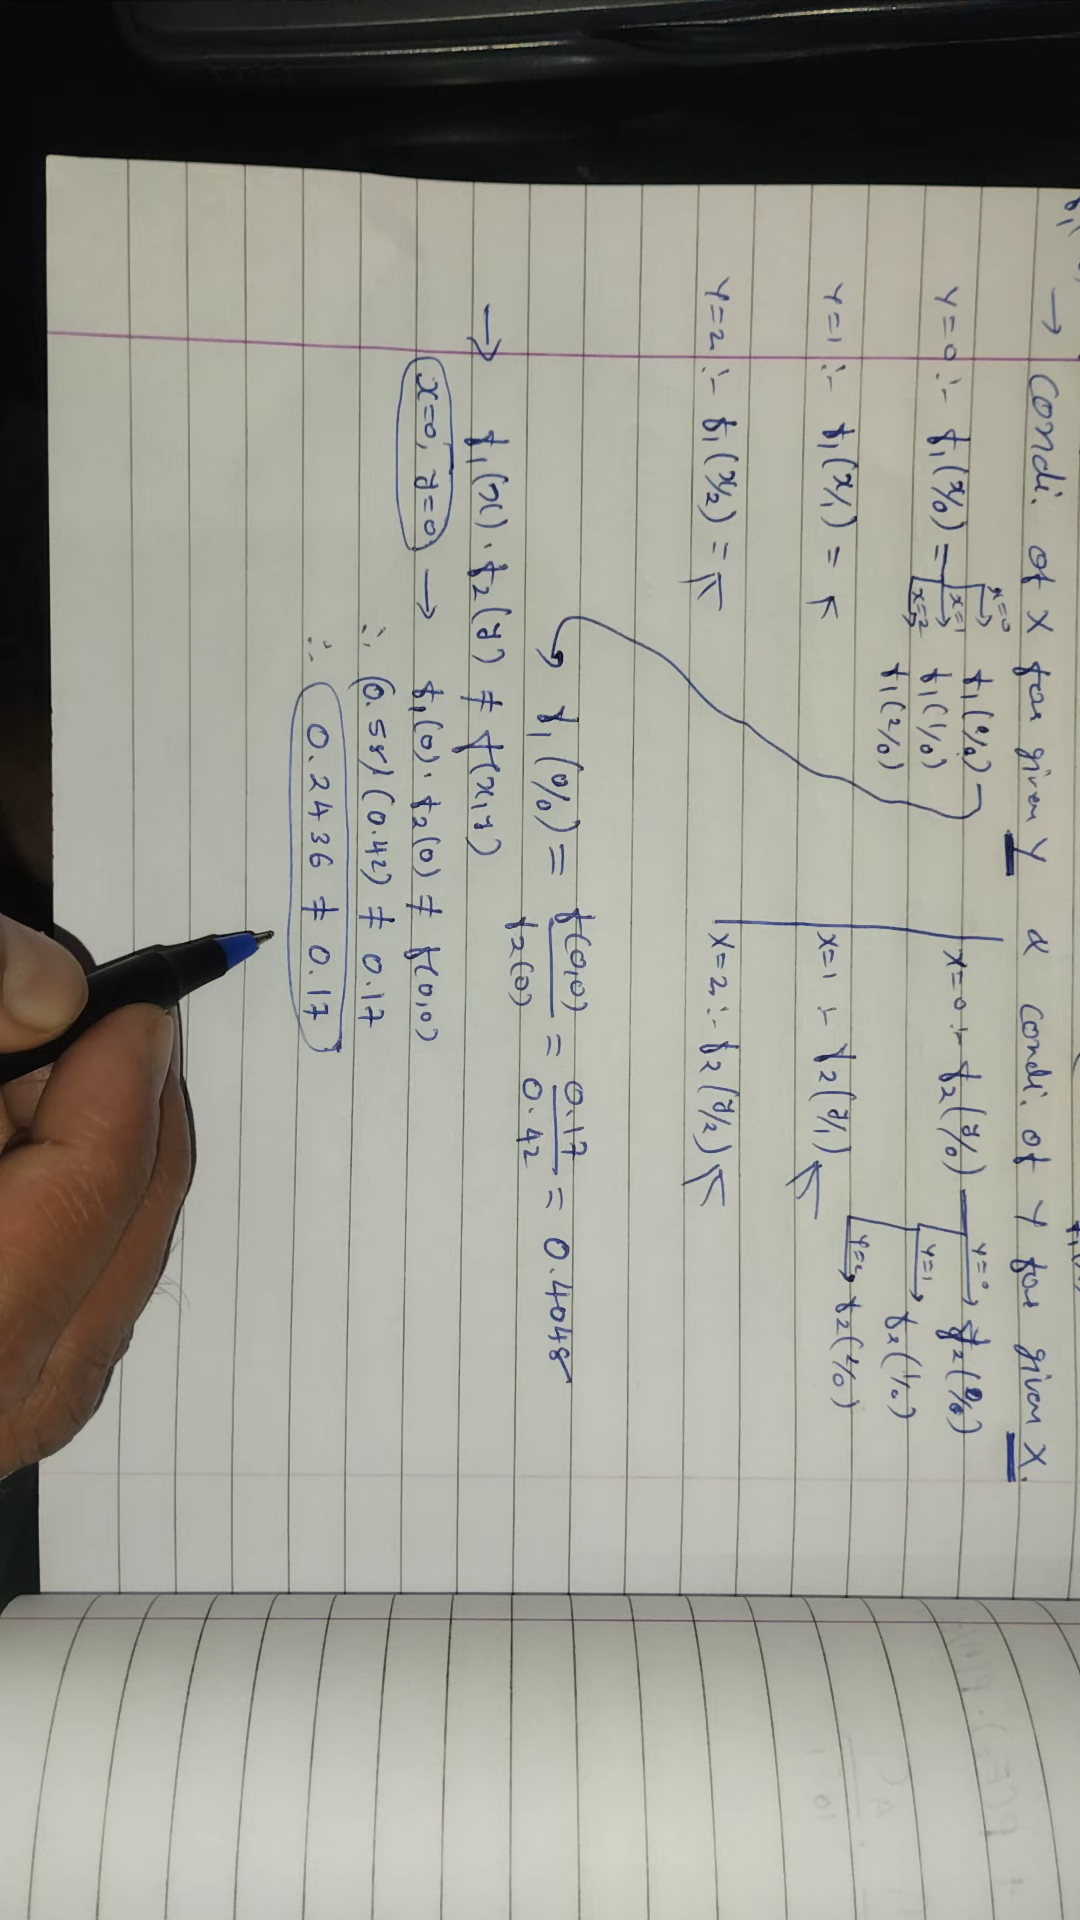 → Condi. of X for given Y & Condi. of Y for given X.
Y=0 :- f₁(x/0) = x=0 → f₁(0/0)
x=1 → f₁(1/0)
x=2 → f₁(2/0)
X=0 :- f₂(y/0) Y=0 → f₂(0/0)
Y=1 → f₂(1/0)
Y=2 → f₂(2/0)
Y=1 :- f₁(x/1) =
X=1 :- f₂(y/1)
Y=2 :- f₁(x/2) =
X=2 :- f₂(y/2)
f₁(0/0) = f(0,0)/f₂(0) = 0.17/0.42 = 0.4048
→ f₁(x) · f₂(y) ≠ f(x,y)
x=0, y=0 → f₁(0) · f₂(0) ≠ f(0,0)
∴ (0.58)(0.42) ≠ 0.17
∴ 0.2436 ≠ 0.17